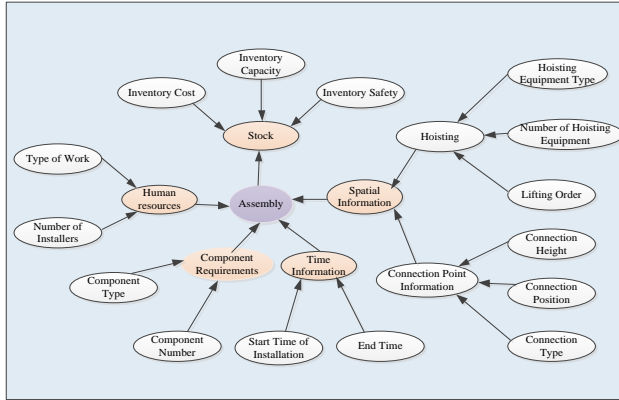 Inventory
Capacity
Inventory Cost
Inventory Safety
Stock
Hoisting
Equipment Type
Hoisting
Number of Hoisting
Equipment
Lifting Order
Type of Work
Human
resources
Number of
Installers
Assembly
Spatial
Information
Component
Requirements
Time
Information
Component
Type
Component
Number
Start Time of
Installation
End Time
Connection Point
Information
Connection
Height
Connection
Position
Connection
Type